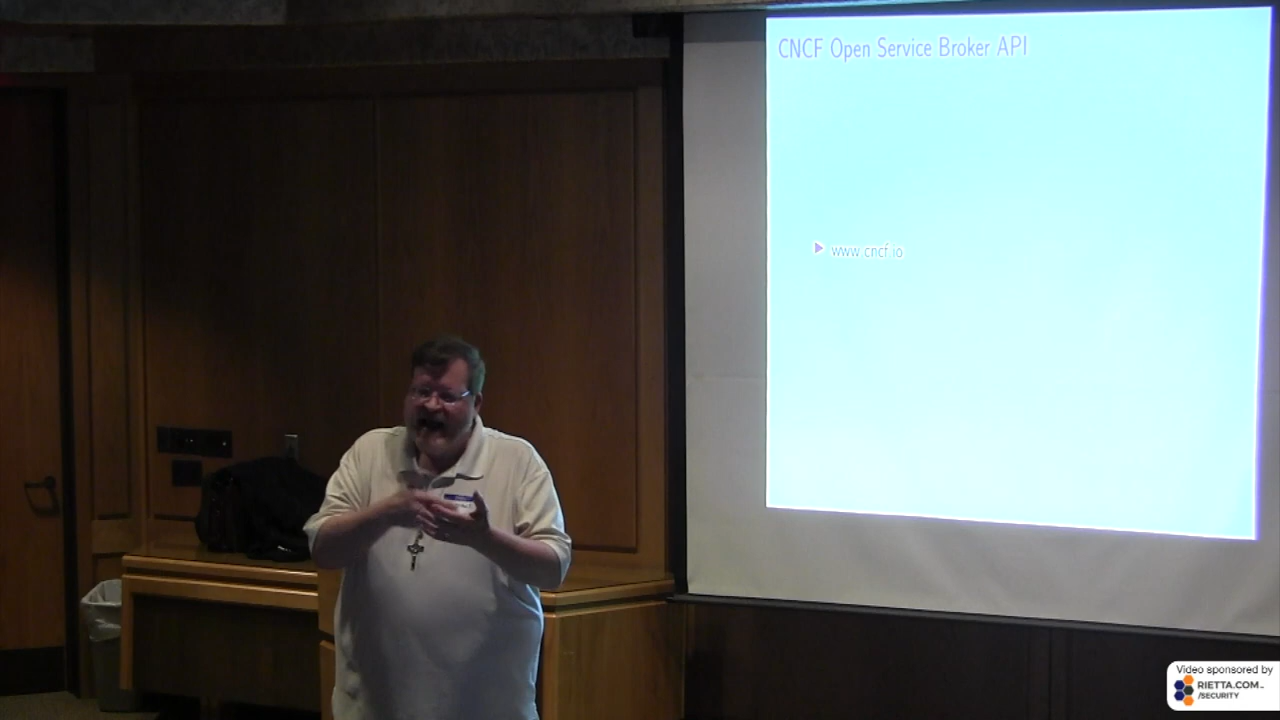 CNCF Open Service Broker API
www.cncf.io
Video sponsored by
RIETTA.COM
/SECURITY